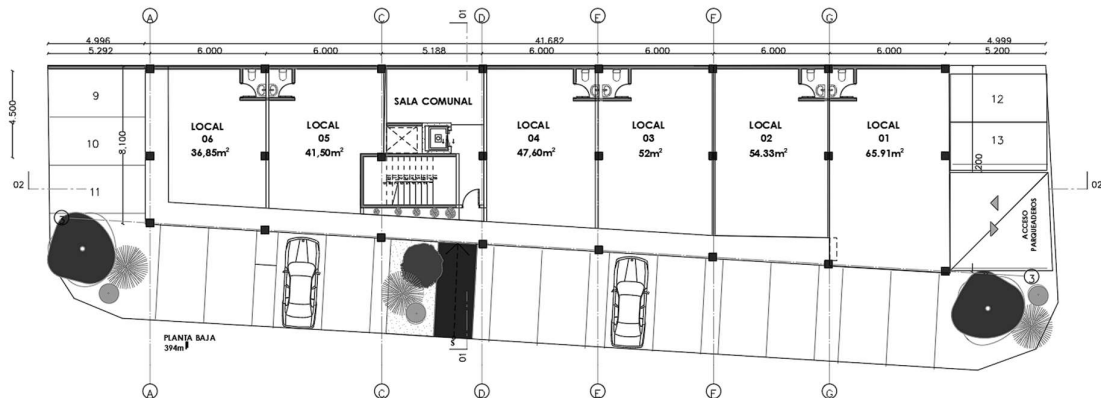 A
C
01
D
E
F
G
4.996
41.682
4.999
5.292
6.000
6.000
5.188
6.000
6.000
6.000
6.000
5.200
4.500
8,100
9
10
11
02
LOCAL
06
36,85m²
LOCAL
05
41,50m²
SALA COMUNAL
LOCAL
04
47,60m²
LOCAL
03
52m²
LOCAL
02
54.33m²
LOCAL
01
65.91m²
12
13
02
ACCESO
PARQUEADEROS
3
S
01
PLANTA BAJA
394m²
A
C
D
E
F
G